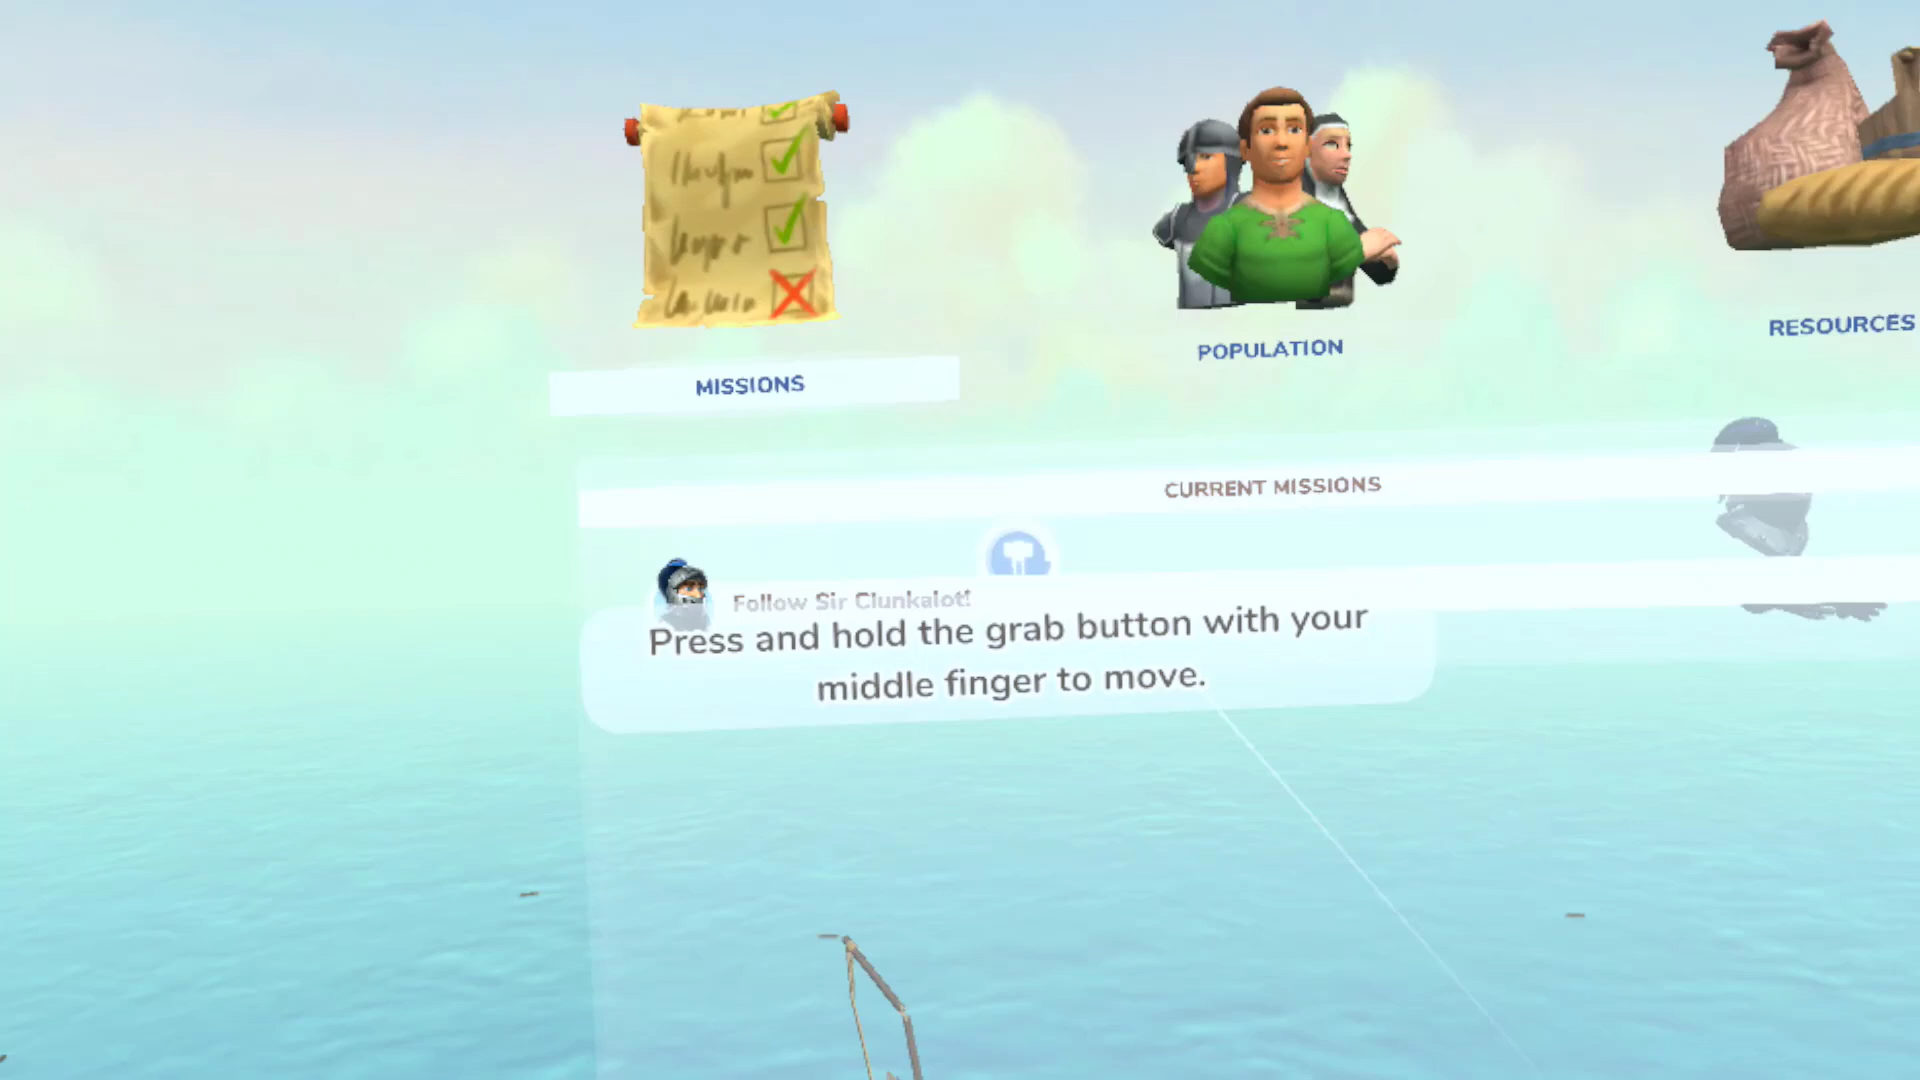 MISSIONS
POPULATION
RESOURCES
CURRENT MISSIONS
Follow Sir Clunkalot!
Press and hold the grab button with your
middle finger to move.